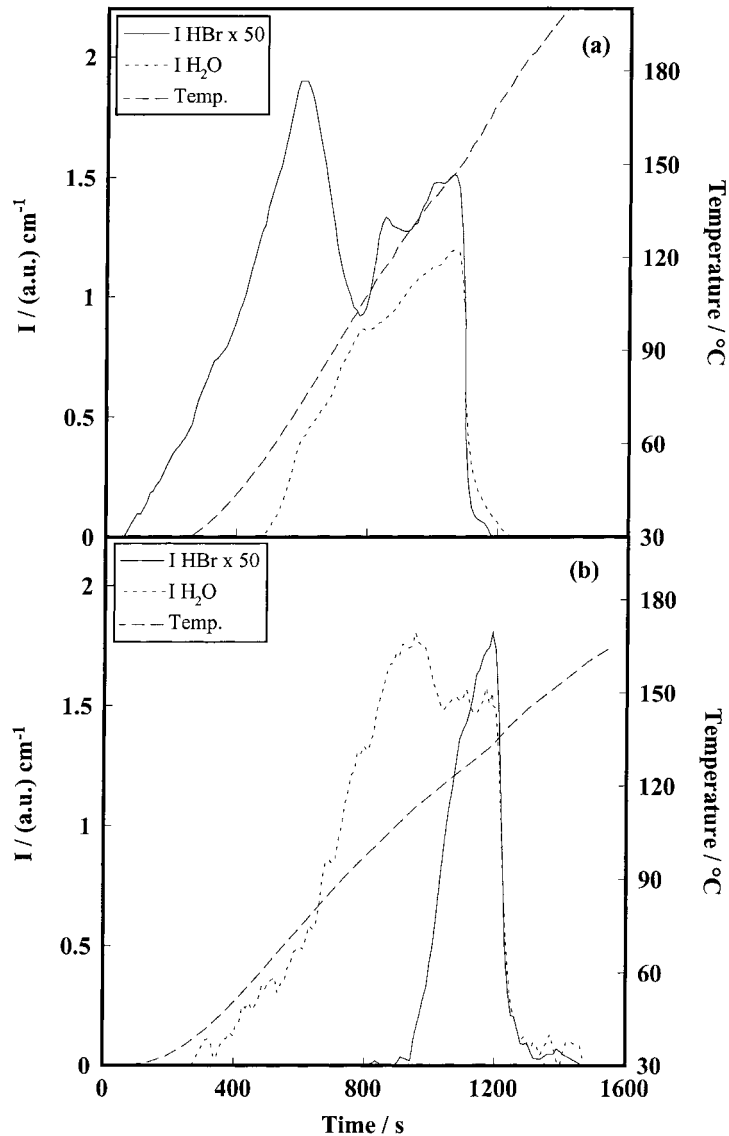 I HBr x 50
I H₂O
Temp.
(a)
2
1.5
1
0.5
0
180
150
120
90
60
30
I / (a.u.) cm⁻¹
Temperature / °C
I HBr x 50
I H₂O
Temp.
(b)
2
1.5
1
0.5
0
180
150
120
90
60
30
I / (a.u.) cm⁻¹
Temperature / °C
0 400 800 1200 1600
Time / s